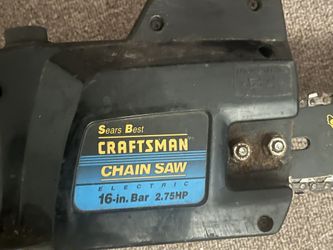 Sears Best
CRAFTSMAN
CHAIN SAW
ELECTRIC
16-in. Bar 2.75HP